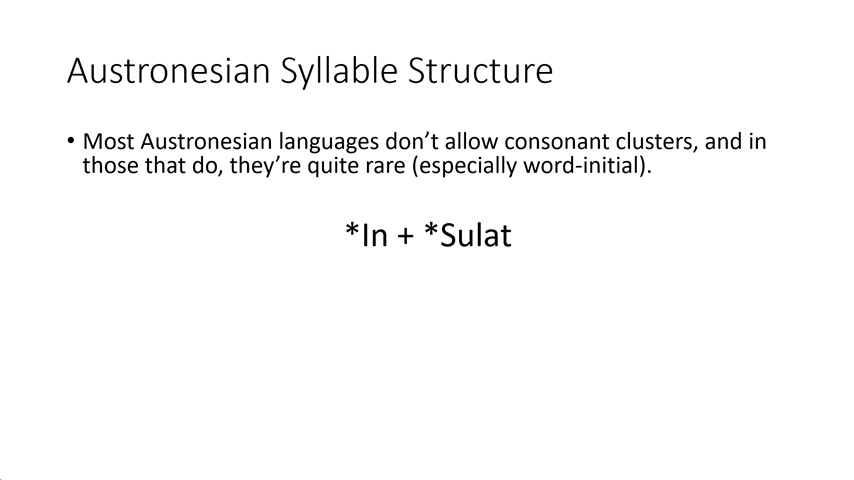 Austronesian Syllable Structure
• Most Austronesian languages don’t allow consonant clusters, and in
those that do, they’re quite rare (especially word-initial).
*In + *Sulat